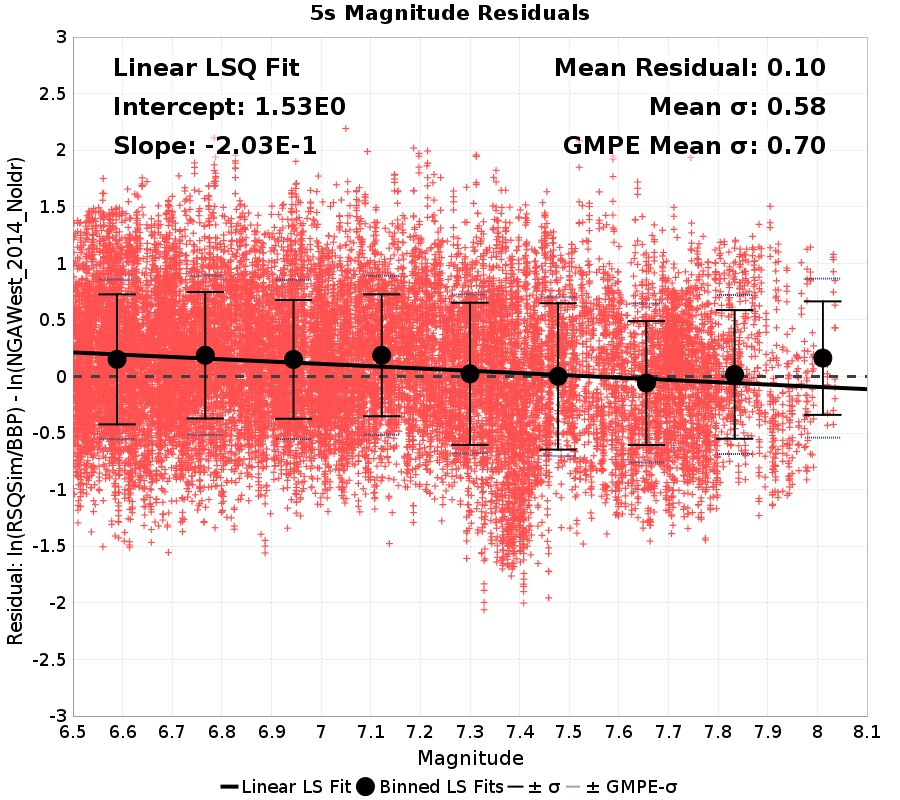 5s Magnitude Residuals
Linear LSQ Fit
Intercept: 1.53E0
Slope: -2.03E-1
Mean Residual: 0.10
Mean σ: 0.58
GMPE Mean σ: 0.70
Residual: ln(RSQSim/BBP) - ln(NGAWest_2014_NoIdr)
3
2.5
2
1.5
1
0.5
0
-0.5
-1
-1.5
-2
-2.5
-3
6.5 6.6 6.7 6.8 6.9 7 7.1 7.2 7.3 7.4 7.5 7.6 7.7 7.8 7.9 8 8.1
Magnitude
Linear LS Fit Binned LS Fits ± σ ± GMPE-σ